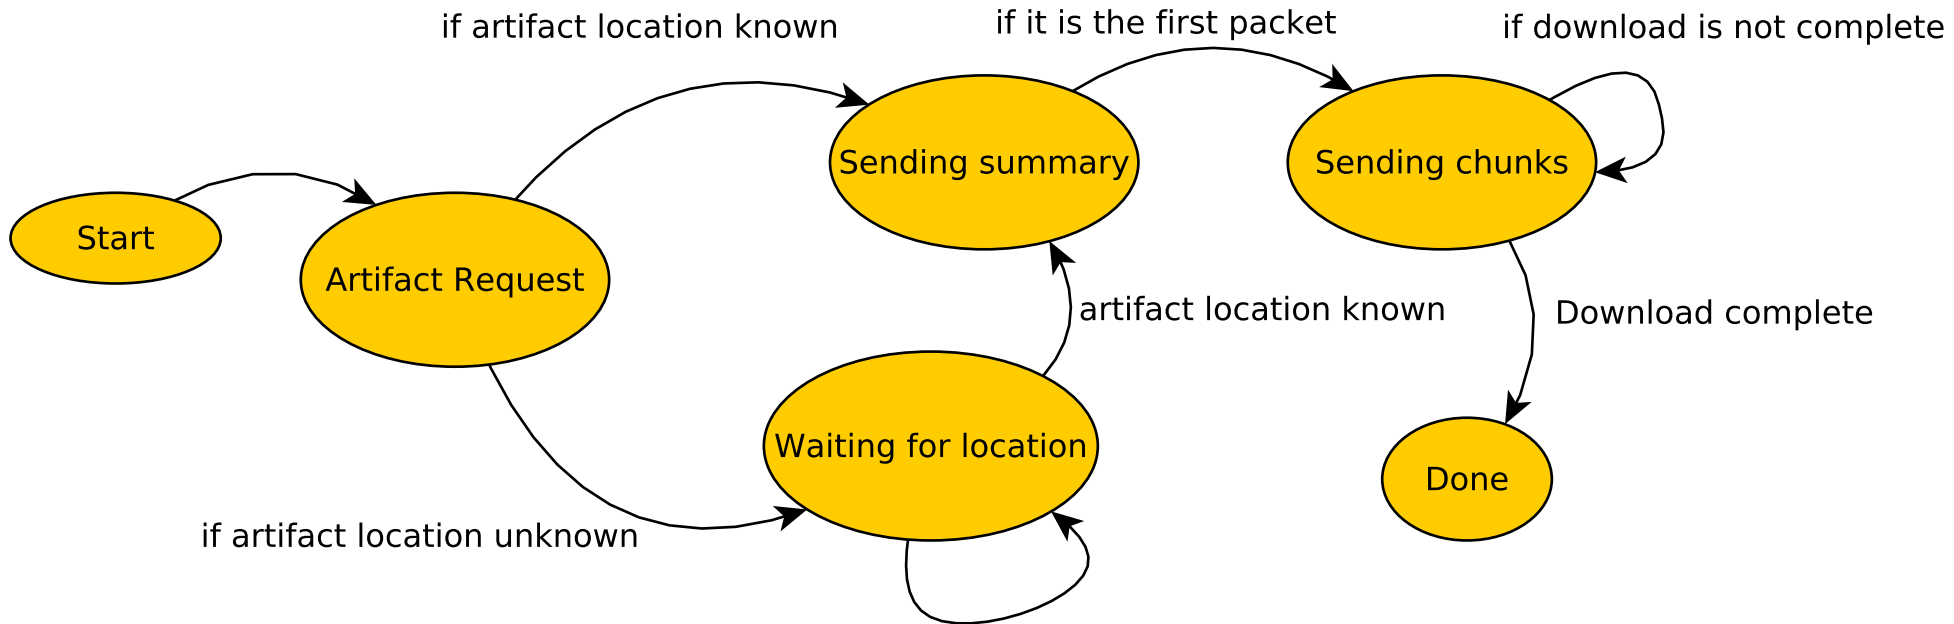 if artifact location known
if it is the first packet
if download is not complete
Sending summary
Sending chunks
Start
Artifact Request
artifact location known
Download complete
Waiting for location
Done
if artifact location unknown